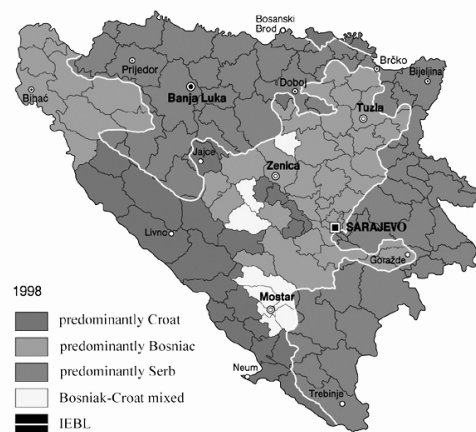 Bosanski
Brod
Brčko
Bijeljina
Prijedor
Doboj
Bihać
Banja Luka
Tuzla
Jajce
Zenica
SARAJEVO
Livno
Goražde
1998
Mostar
predominantly Croat
predominantly Bosniac
predominantly Serb
Neum
Bosniak-Croat mixed
Trebinje
IEBL